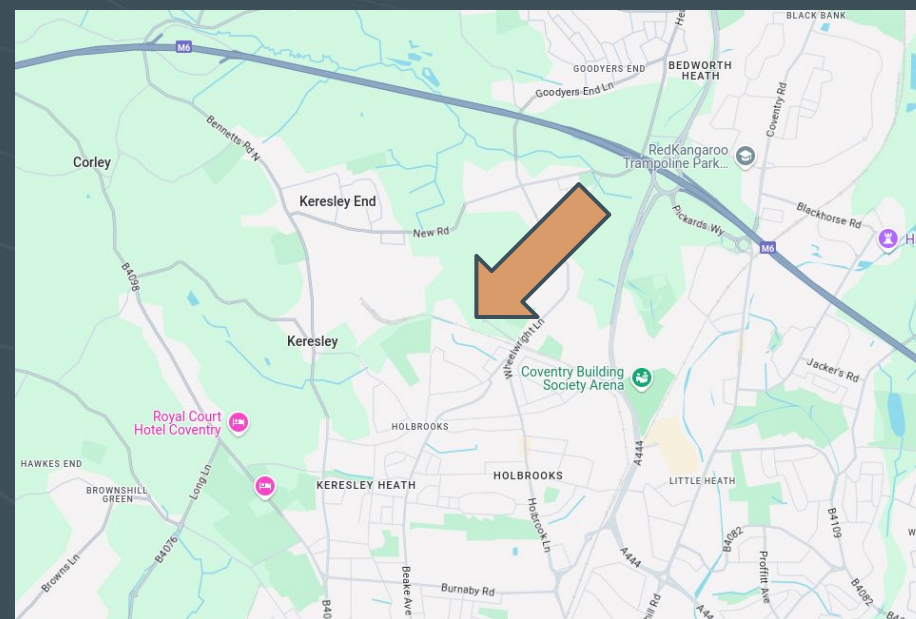 BLACK BANK
M6
GOODYERS END
BEDWORTH
HEATH
Goodyers End Ln
Coventry Rd
Bennetts Rd N
RedKangaroo
Trampoline Park...
Corley
Keresley End
Blackhorse Rd
Pickards Wy
New Rd
M6
B4098
Keresley
Wheelwright Ln
Coventry Building
Society Arena
Jacker's Rd
Royal Court
Hotel Coventry
HOLBROOKS
A444
HAWKES END
Long Ln
KERESLEY HEATH
HOLBROOKS
LITTLE HEATH
BROWNSHILL
GREEN
Holbrook Ln
B4109
B4082
B4076
A444
Browns Ln
Beake Ave
Burnaby Rd
Proffitt Ave
B4082